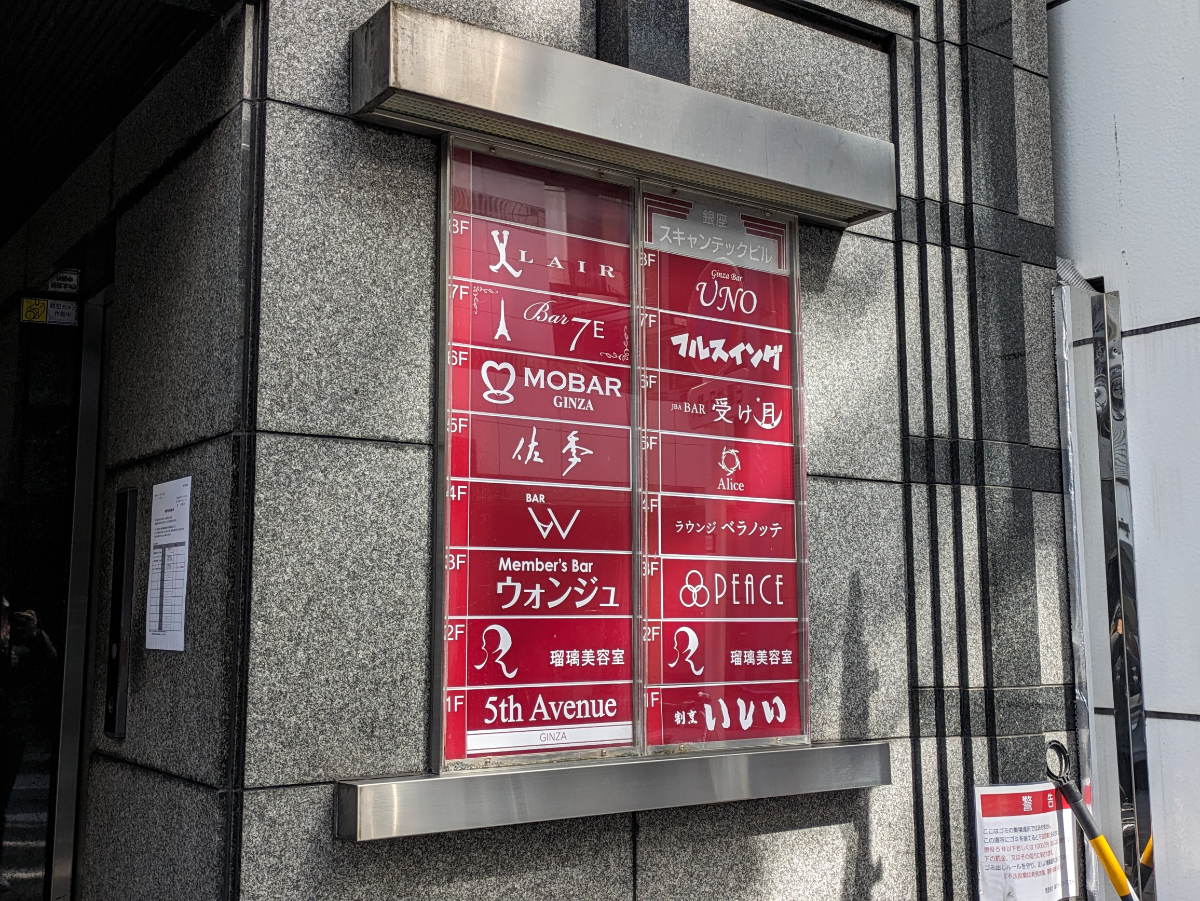 8F
LAIR
7F
Bar 7E
6F
MOBAR
GINZA
5F
佐季
4F
BAR
W
3F
Member's Bar
ウォンジュ
2F
瑠璃美容室
1F
5th Avenue
GINZA
銀座
スキャンテックビル
8F
Ginza Bar
UNO
7F
フルスイング
6F
JBA BAR 受け月
5F
Alice
4F
ラウンジ ベラノッテ
3F
PEACE
2F
瑠璃美容室
1F
割烹 いしい
警告